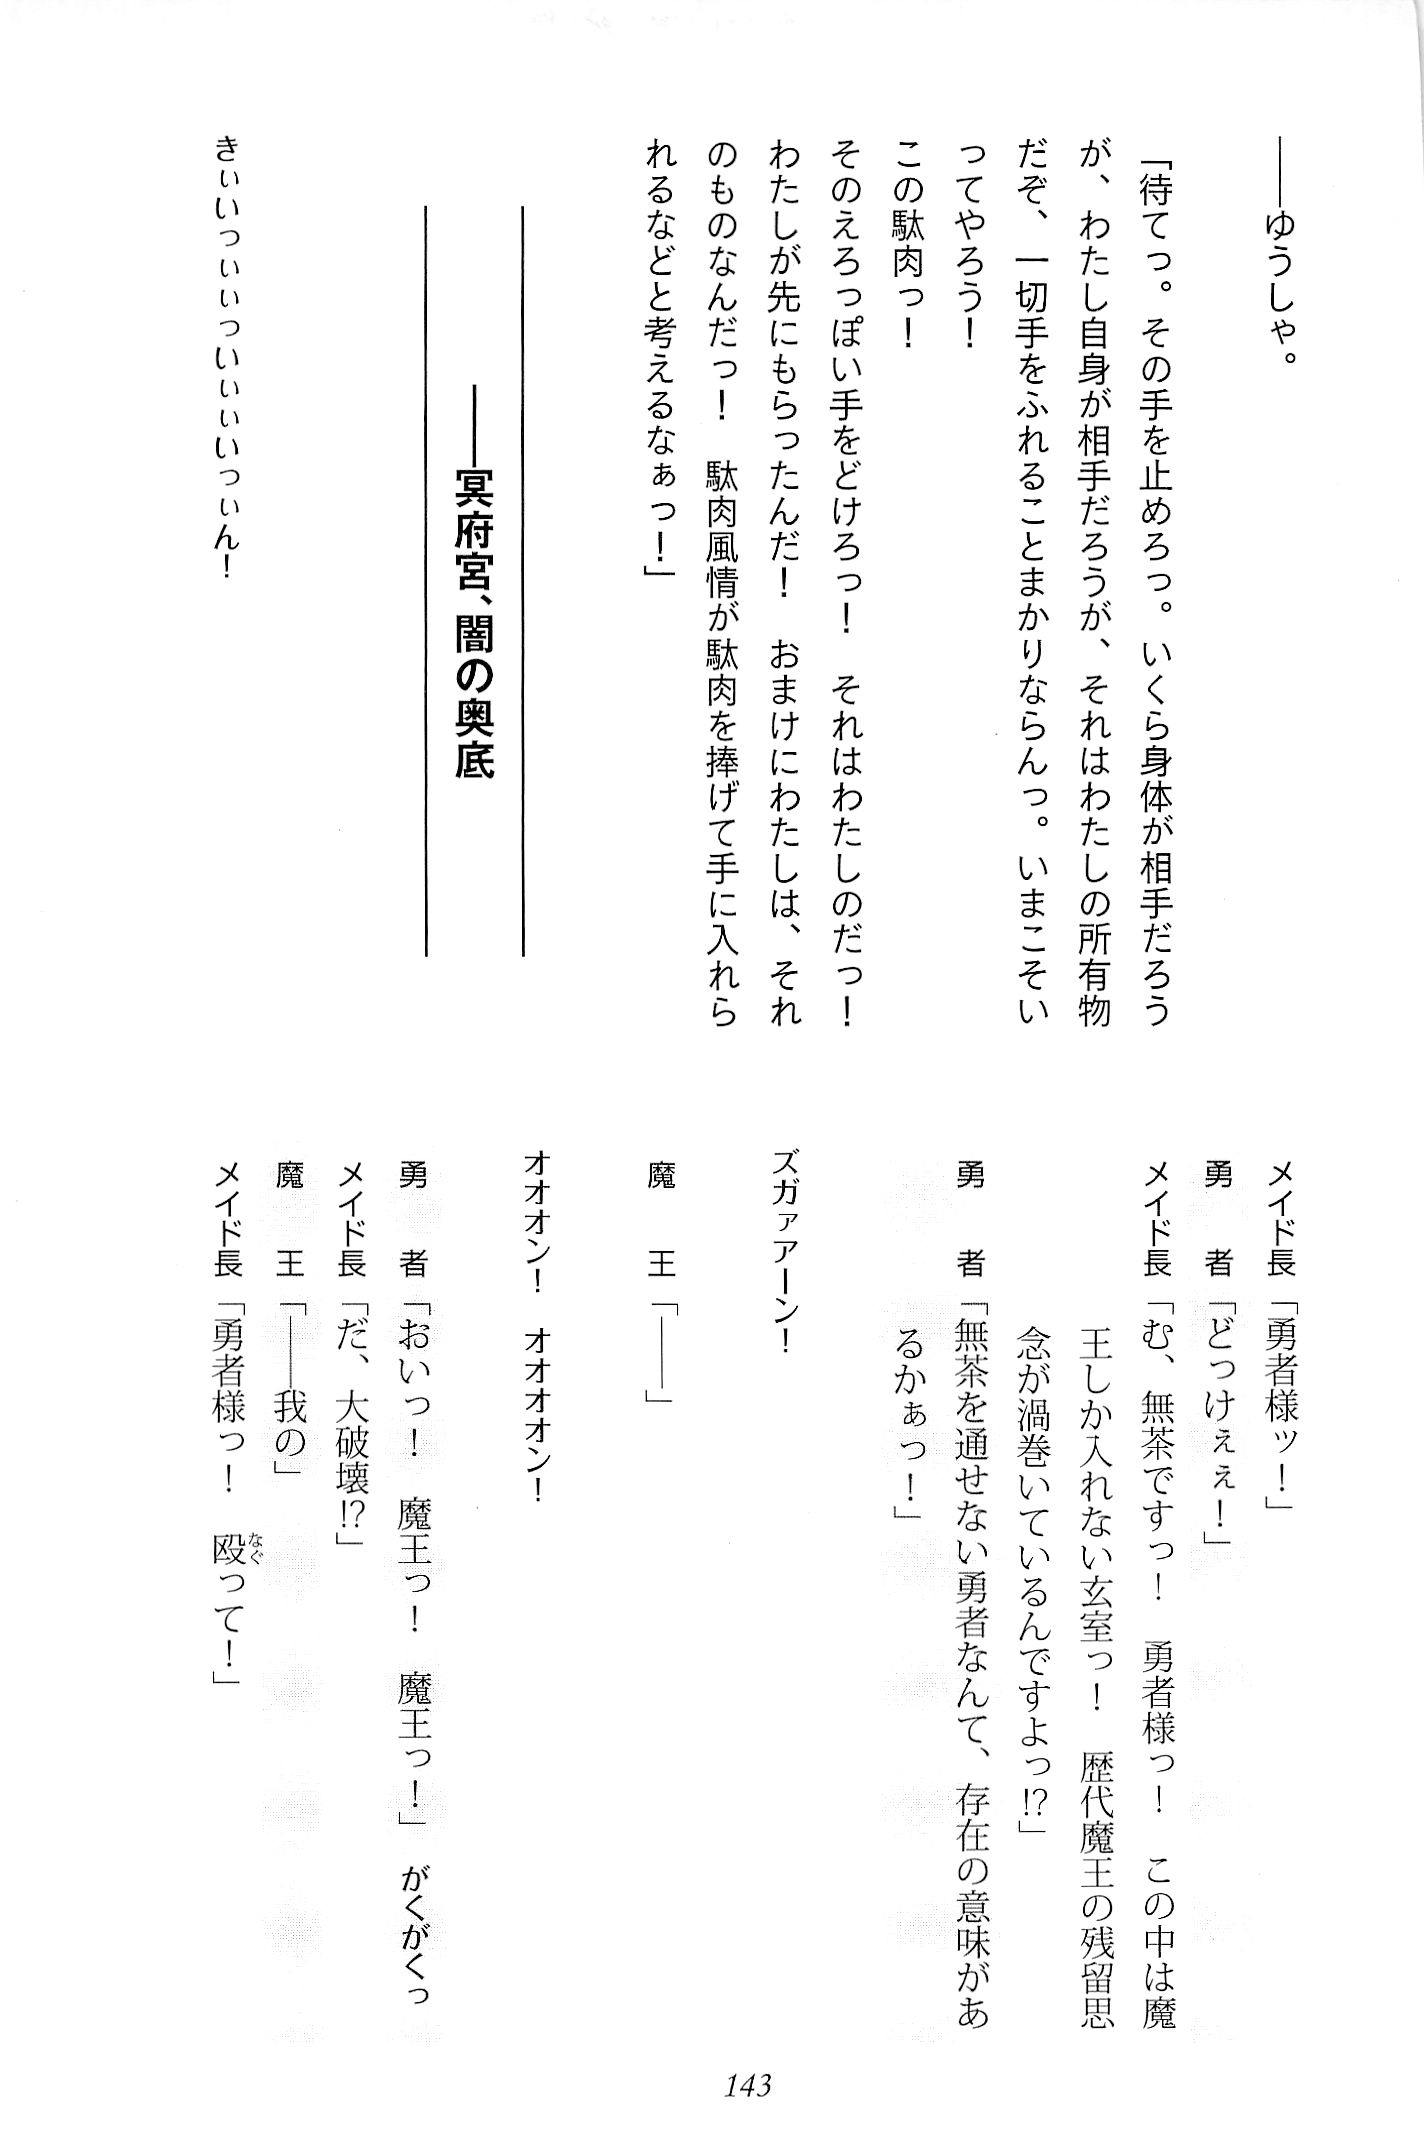 ――ゆうしゃ。
「待てっ。その手を止めろっ。いくら身体が相手だろう
が、わたし自身が相手だろうが、それはわたしの所有物
だぞ、一切手をふれることまかりならんっ。いまこそい
ってやろう！
この駄肉っ！
そのえろっぽい手をどけろっ！　それはわたしのだっ！
わたしが先にもらったんだ！　おまけにわたしは、それ
のものなんだっ！　駄肉風情が駄肉を捧げて手に入れら
れるなどと考えるなぁっ！」
――冥府宮、闇の奥底
きぃいっぃぃっいぃぃいっぃん！
メイド長「勇者様ッ！」
勇　者「どっけぇぇ！」
メイド長「む、無茶ですっ！　勇者様っ！　この中は魔
王しか入れない玄室っ！　歴代魔王の残留思
念が渦巻いているんですよっ!?」
勇　者「無茶を通せない勇者なんて、存在の意味があ
るかぁっ！」
ズガァアーン！
魔　王「――」
オオオン！　オオオオン！
勇　者「おいっ！　魔王っ！　魔王っ！」がくがくっ
メイド長「だ、大破壊!?」
魔　王「――我の」
メイド長「勇者様っ！　殴って！」
なぐ
143